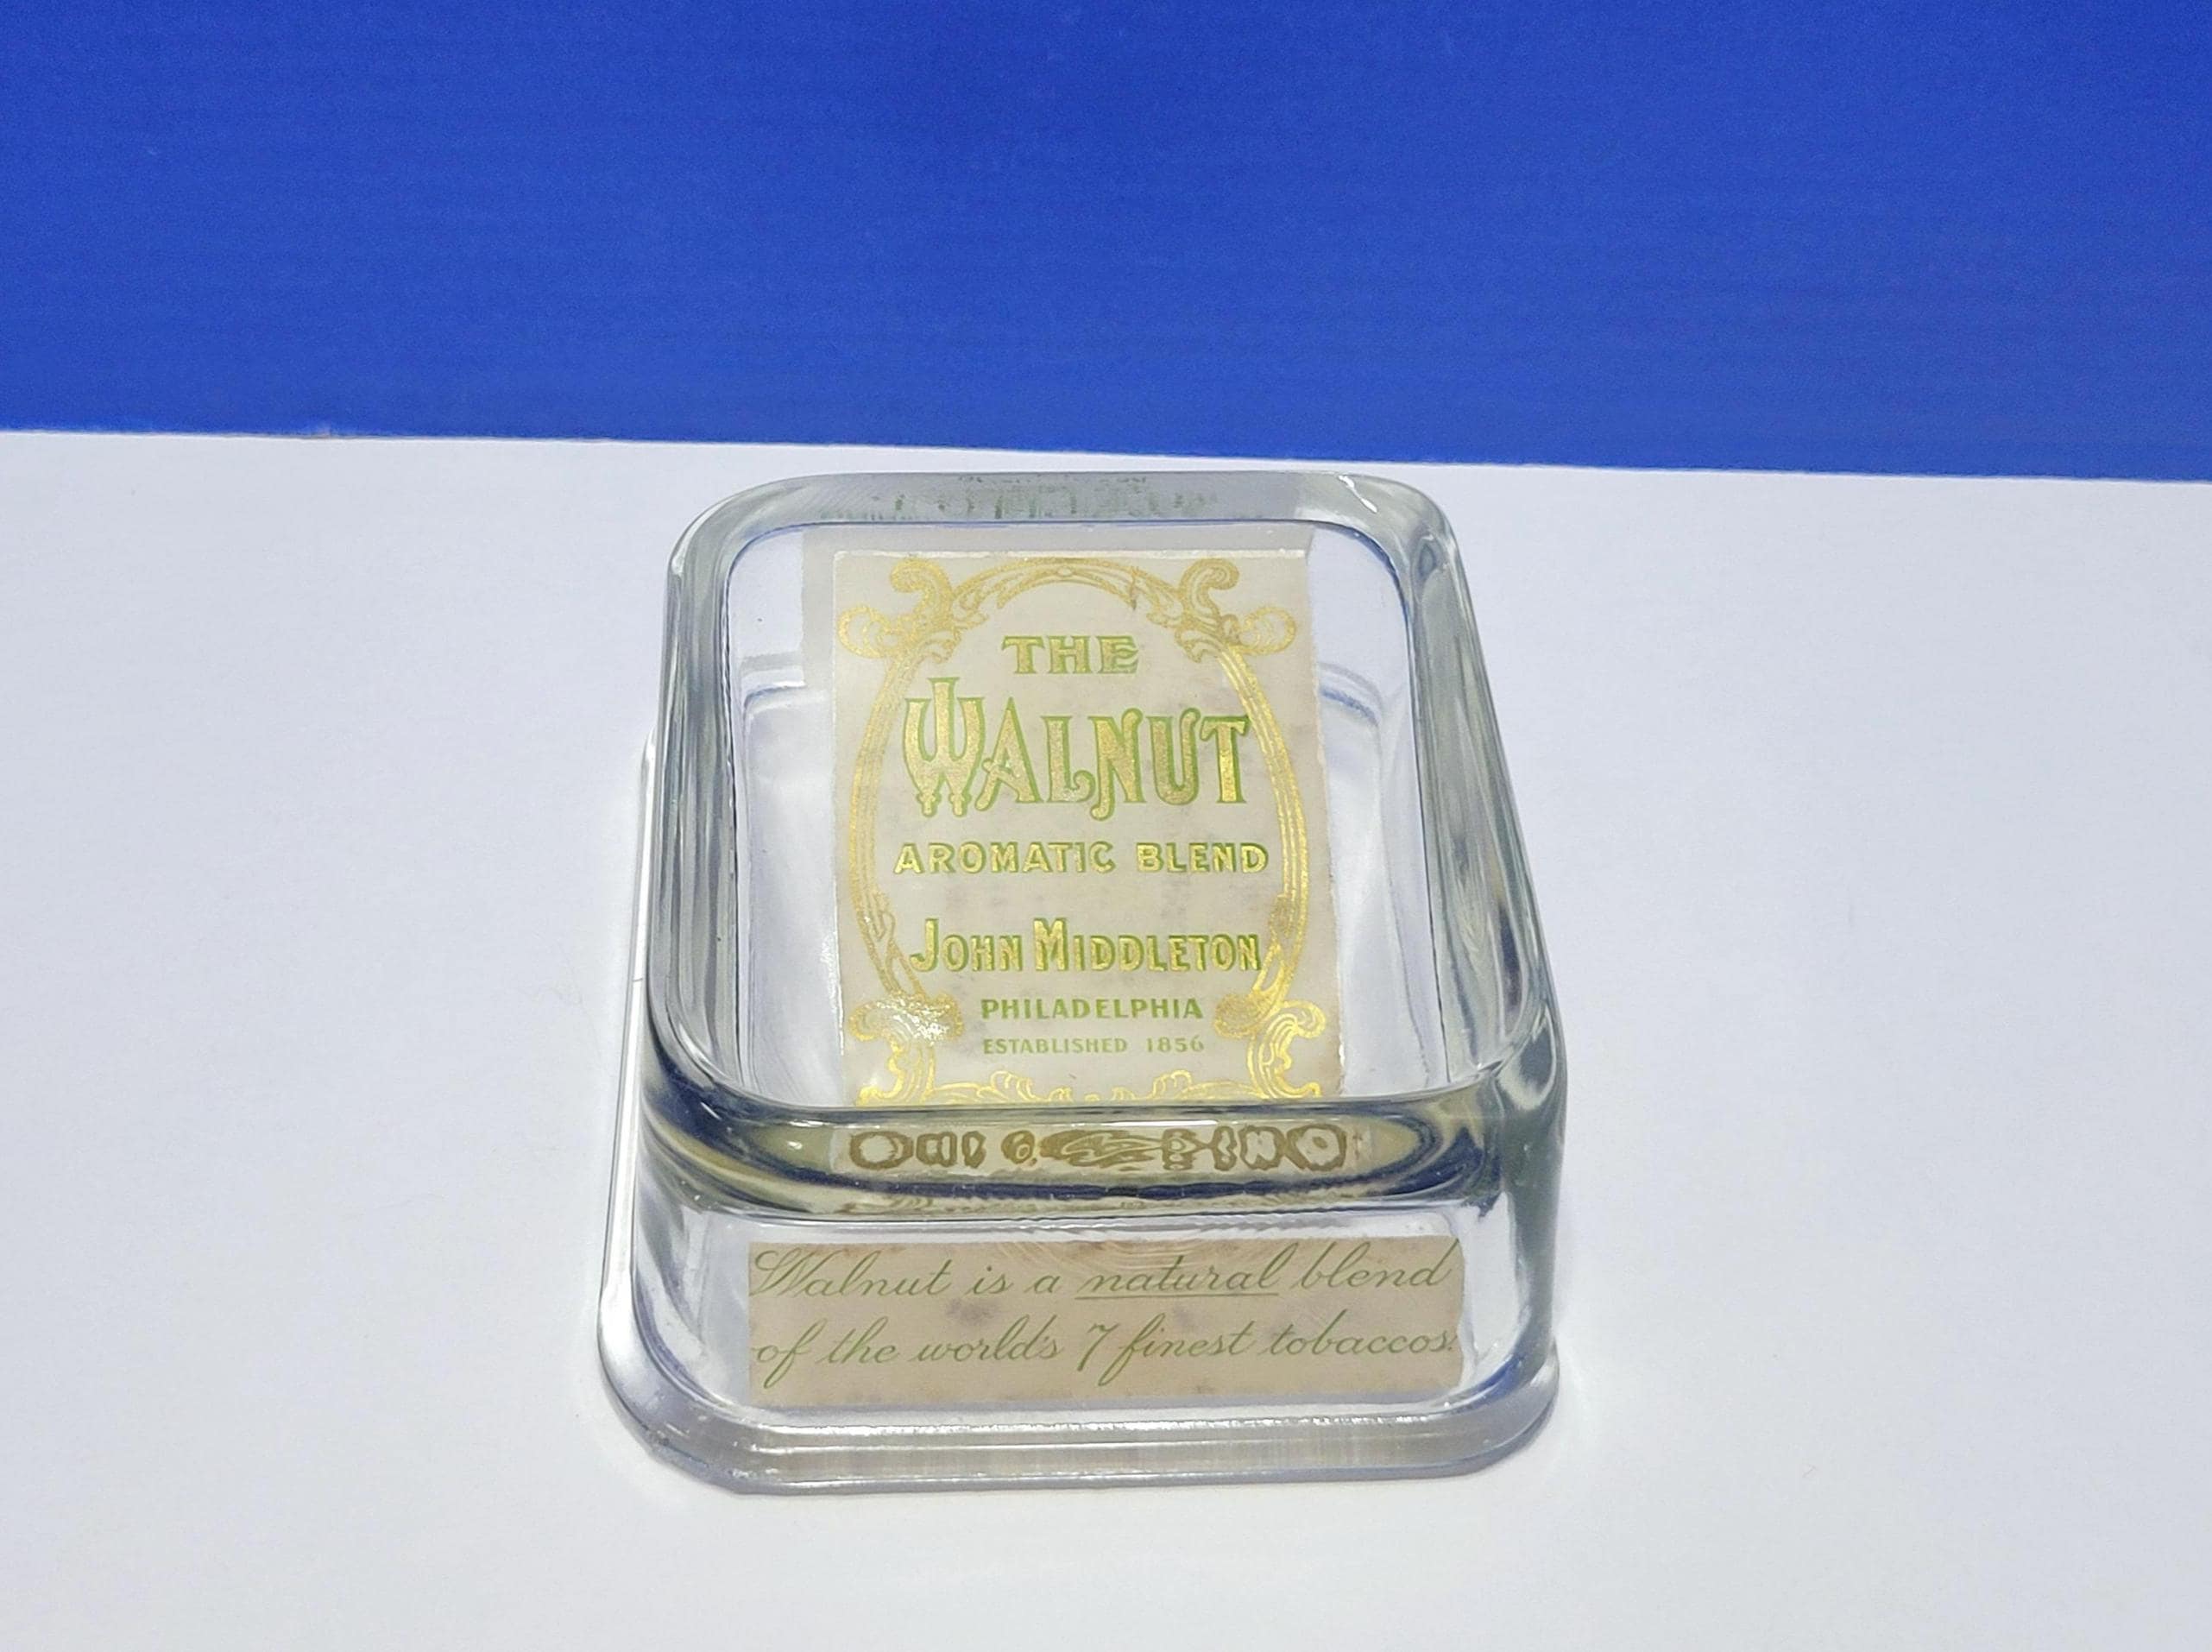 THE
WALNUT
AROMATIC BLEND
JOHN MIDDLETON
PHILADELPHIA
ESTABLISHED 1856
Walnut is a natural blend
of the world's 7 finest tobaccos.